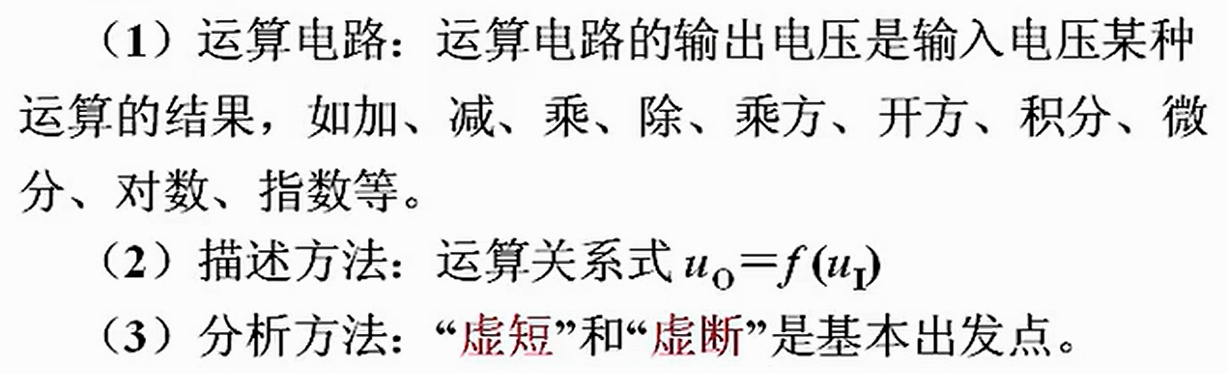 （1）运算电路：运算电路的输出电压是输入电压某种
运算的结果，如加、减、乘、除、乘方、开方、积分、微
分、对数、指数等。
（2）描述方法：运算关系式 uO=f (uI)
（3）分析方法：“虚短”和“虚断”是基本出发点。